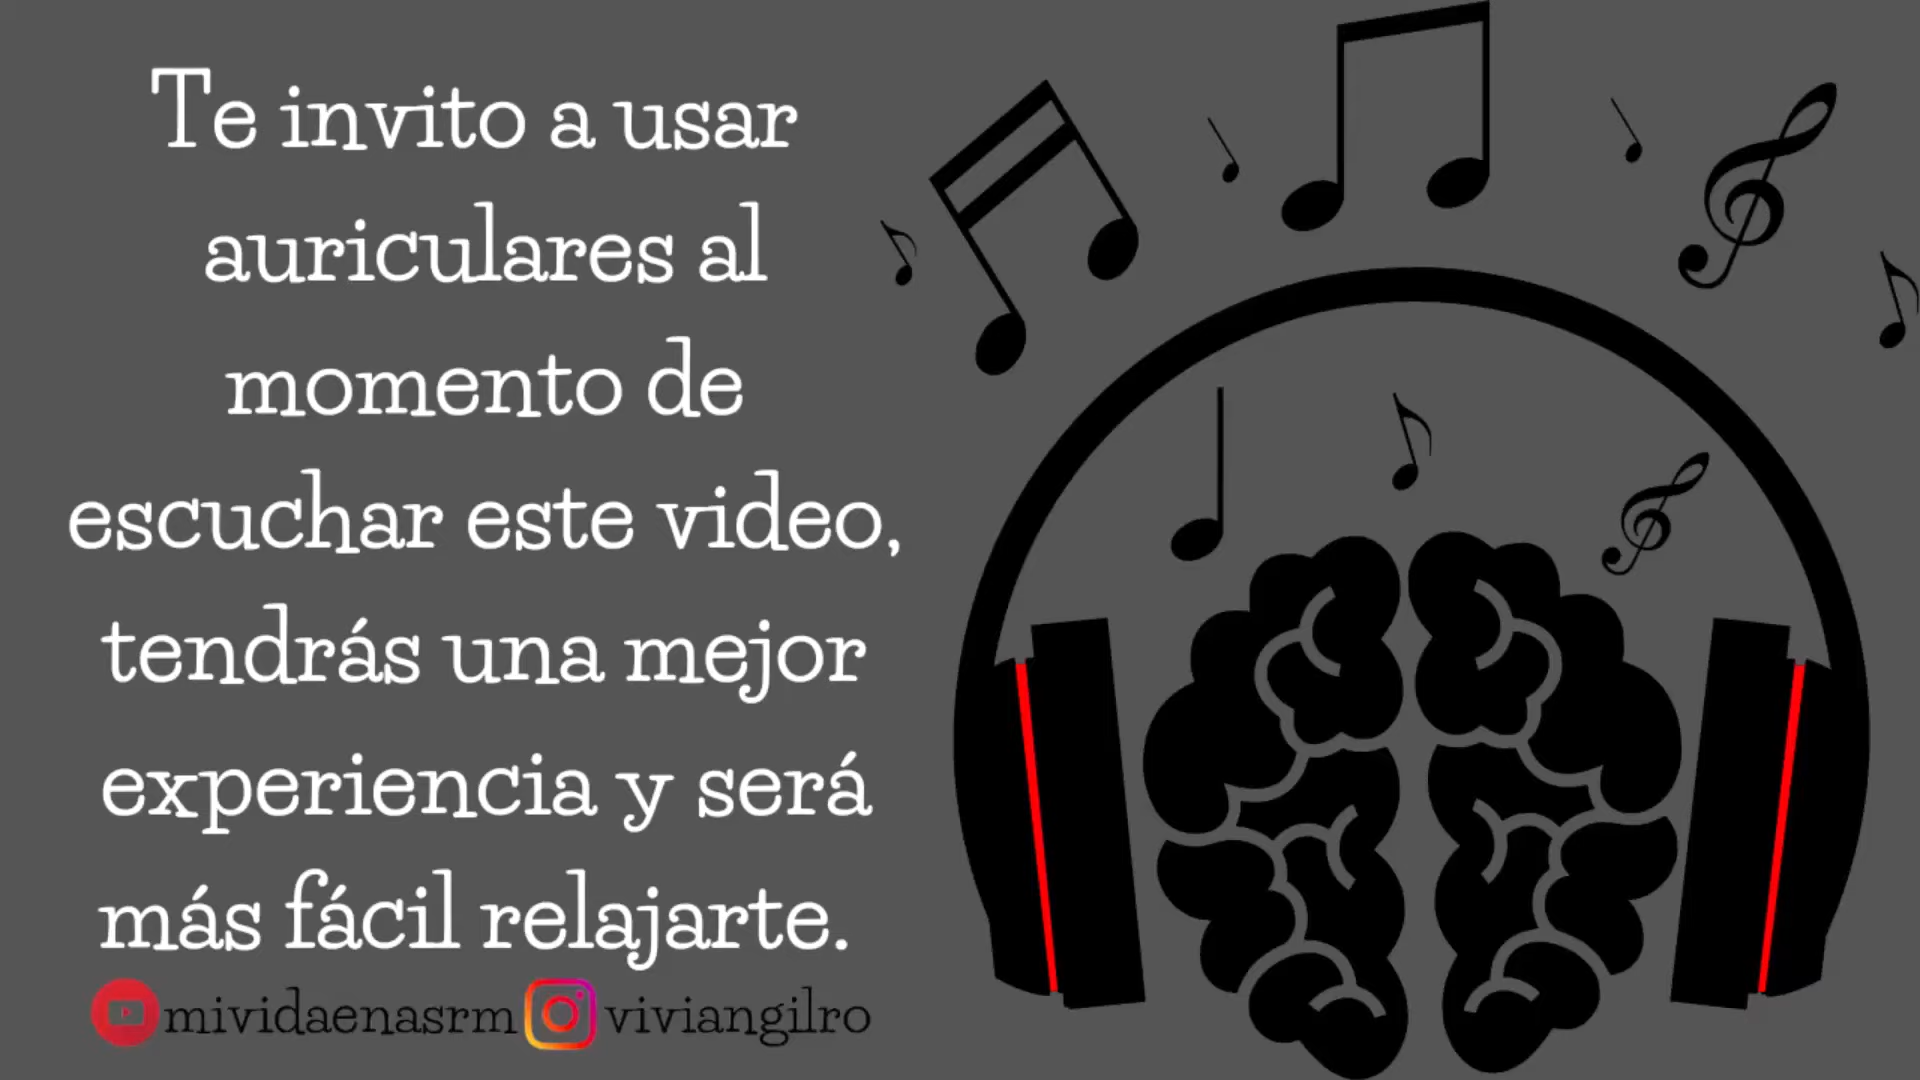 Te invito a usar
auriculares al
momento de
escuchar este video,
tendrás una mejor
experiencia y será
más fácil relajarte.
mividaenasrm viviangilro